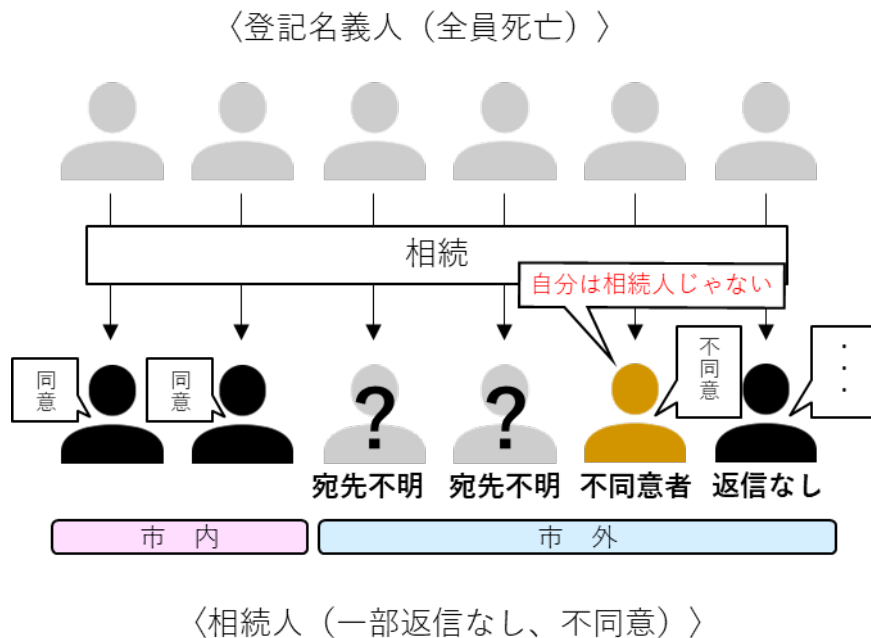 〈登記名義人（全員死亡）〉
相続
自分は相続人じゃない
同意
同意
不同意
・・・
?
?
宛先不明
宛先不明
不同意者
返信なし
市 内
市 外
〈相続人（一部返信なし、不同意）〉